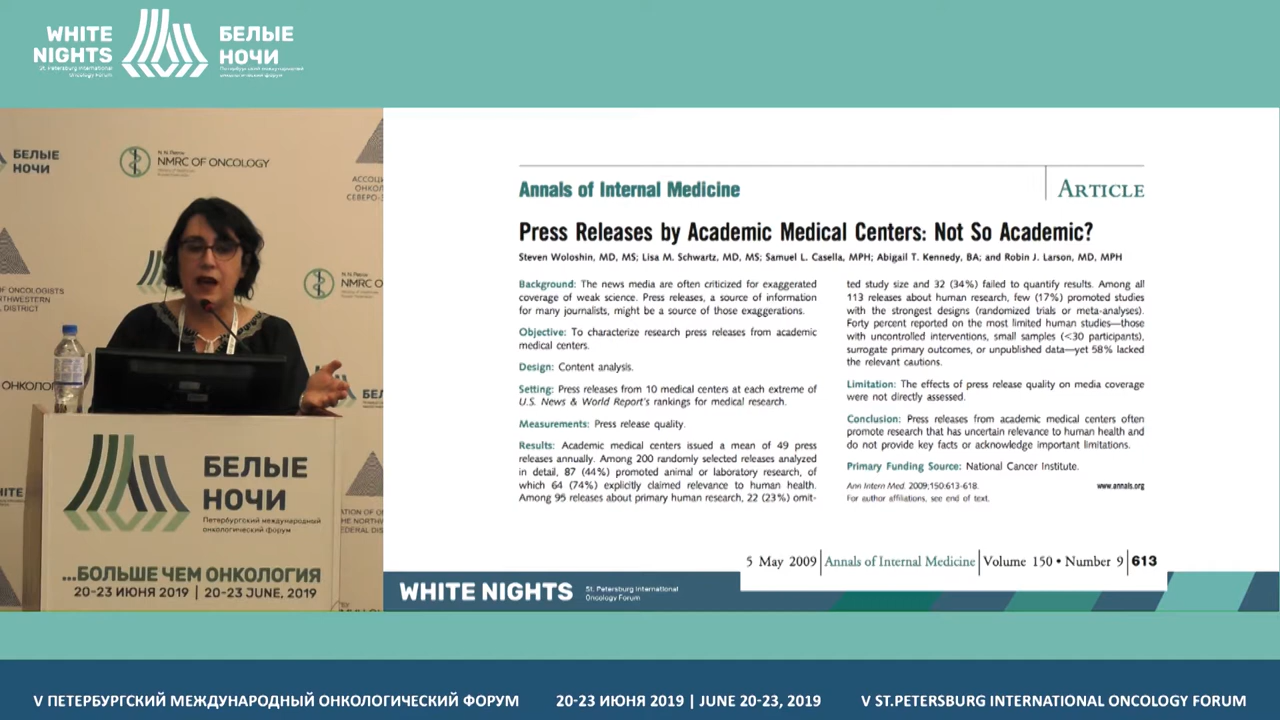 WHITE
NIGHTS
St. Petersburg International
Oncology Forum
БЕЛЫЕ
НОЧИ
Петербургский международный
онкологический форум
БЕЛЫЕ
НОЧИ
N.N. Petrov
NMRC OF ONCOLOGY
АССОЦ
ОНКОЛ
СЕВЕРО-З
OF ONCOLOGISTS
THWESTERN
DISTRICT
NMRC O
ОНКОЛО
БЕЛ
НО
БЕЛЫЕ
НОЧИ
Петербургский международный
онкологический форум
...БОЛЬШЕ ЧЕМ ОНКОЛОГИЯ
20-23 ИЮНЯ 2019 | 20-23 JUNE, 2019
Annals of Internal Medicine
ARTICLE
Press Releases by Academic Medical Centers: Not So Academic?
Steven Woloshin, MD, MS; Lisa M. Schwartz, MD, MS; Samuel L. Casella, MPH; Abigail T. Kennedy, BA; and Robin J. Larson, MD, MPH
Background: The news media are often criticized for exaggerated
coverage of weak science. Press releases, a source of information
for many journalists, might be a source of those exaggerations.
Objective: To characterize research press releases from academic
medical centers.
Design: Content analysis.
Setting: Press releases from 10 medical centers at each extreme of
U.S. News & World Report's rankings for medical research.
Measurements: Press release quality.
Results: Academic medical centers issued a mean of 49 press
releases annually. Among 200 randomly selected releases analyzed
in detail, 87 (44%) promoted animal or laboratory research, of
which 64 (74%) explicitly claimed relevance to human health.
Among 95 releases about primary human research, 22 (23%) omit-
ted study size and 32 (34%) failed to quantify results. Among all
113 releases about human research, few (17%) promoted studies
with the strongest designs (randomized trials or meta-analyses).
Forty percent reported on the most limited human studies—those
with uncontrolled interventions, small samples (<30 participants),
surrogate primary outcomes, or unpublished data—yet 58% lacked
the relevant cautions.
Limitation: The effects of press release quality on media coverage
were not directly assessed.
Conclusion: Press releases from academic medical centers often
promote research that has uncertain relevance to human health and
do not provide key facts or acknowledge important limitations.
Primary Funding Source: National Cancer Institute.
Ann Intern Med. 2009;150:613-618.
www.annals.org
For author affiliations, see end of text.
5 May 2009 | Annals of Internal Medicine | Volume 150 • Number 9 | 613
WHITE NIGHTS
St. Petersburg International
Oncology Forum
V ПЕТЕРБУРГСКИЙ МЕЖДУНАРОДНЫЙ ОНКОЛОГИЧЕСКИЙ ФОРУМ
20-23 ИЮНЯ 2019 | JUNE 20-23, 2019
V ST.PETERSBURG INTERNATIONAL ONCOLOGY FORUM